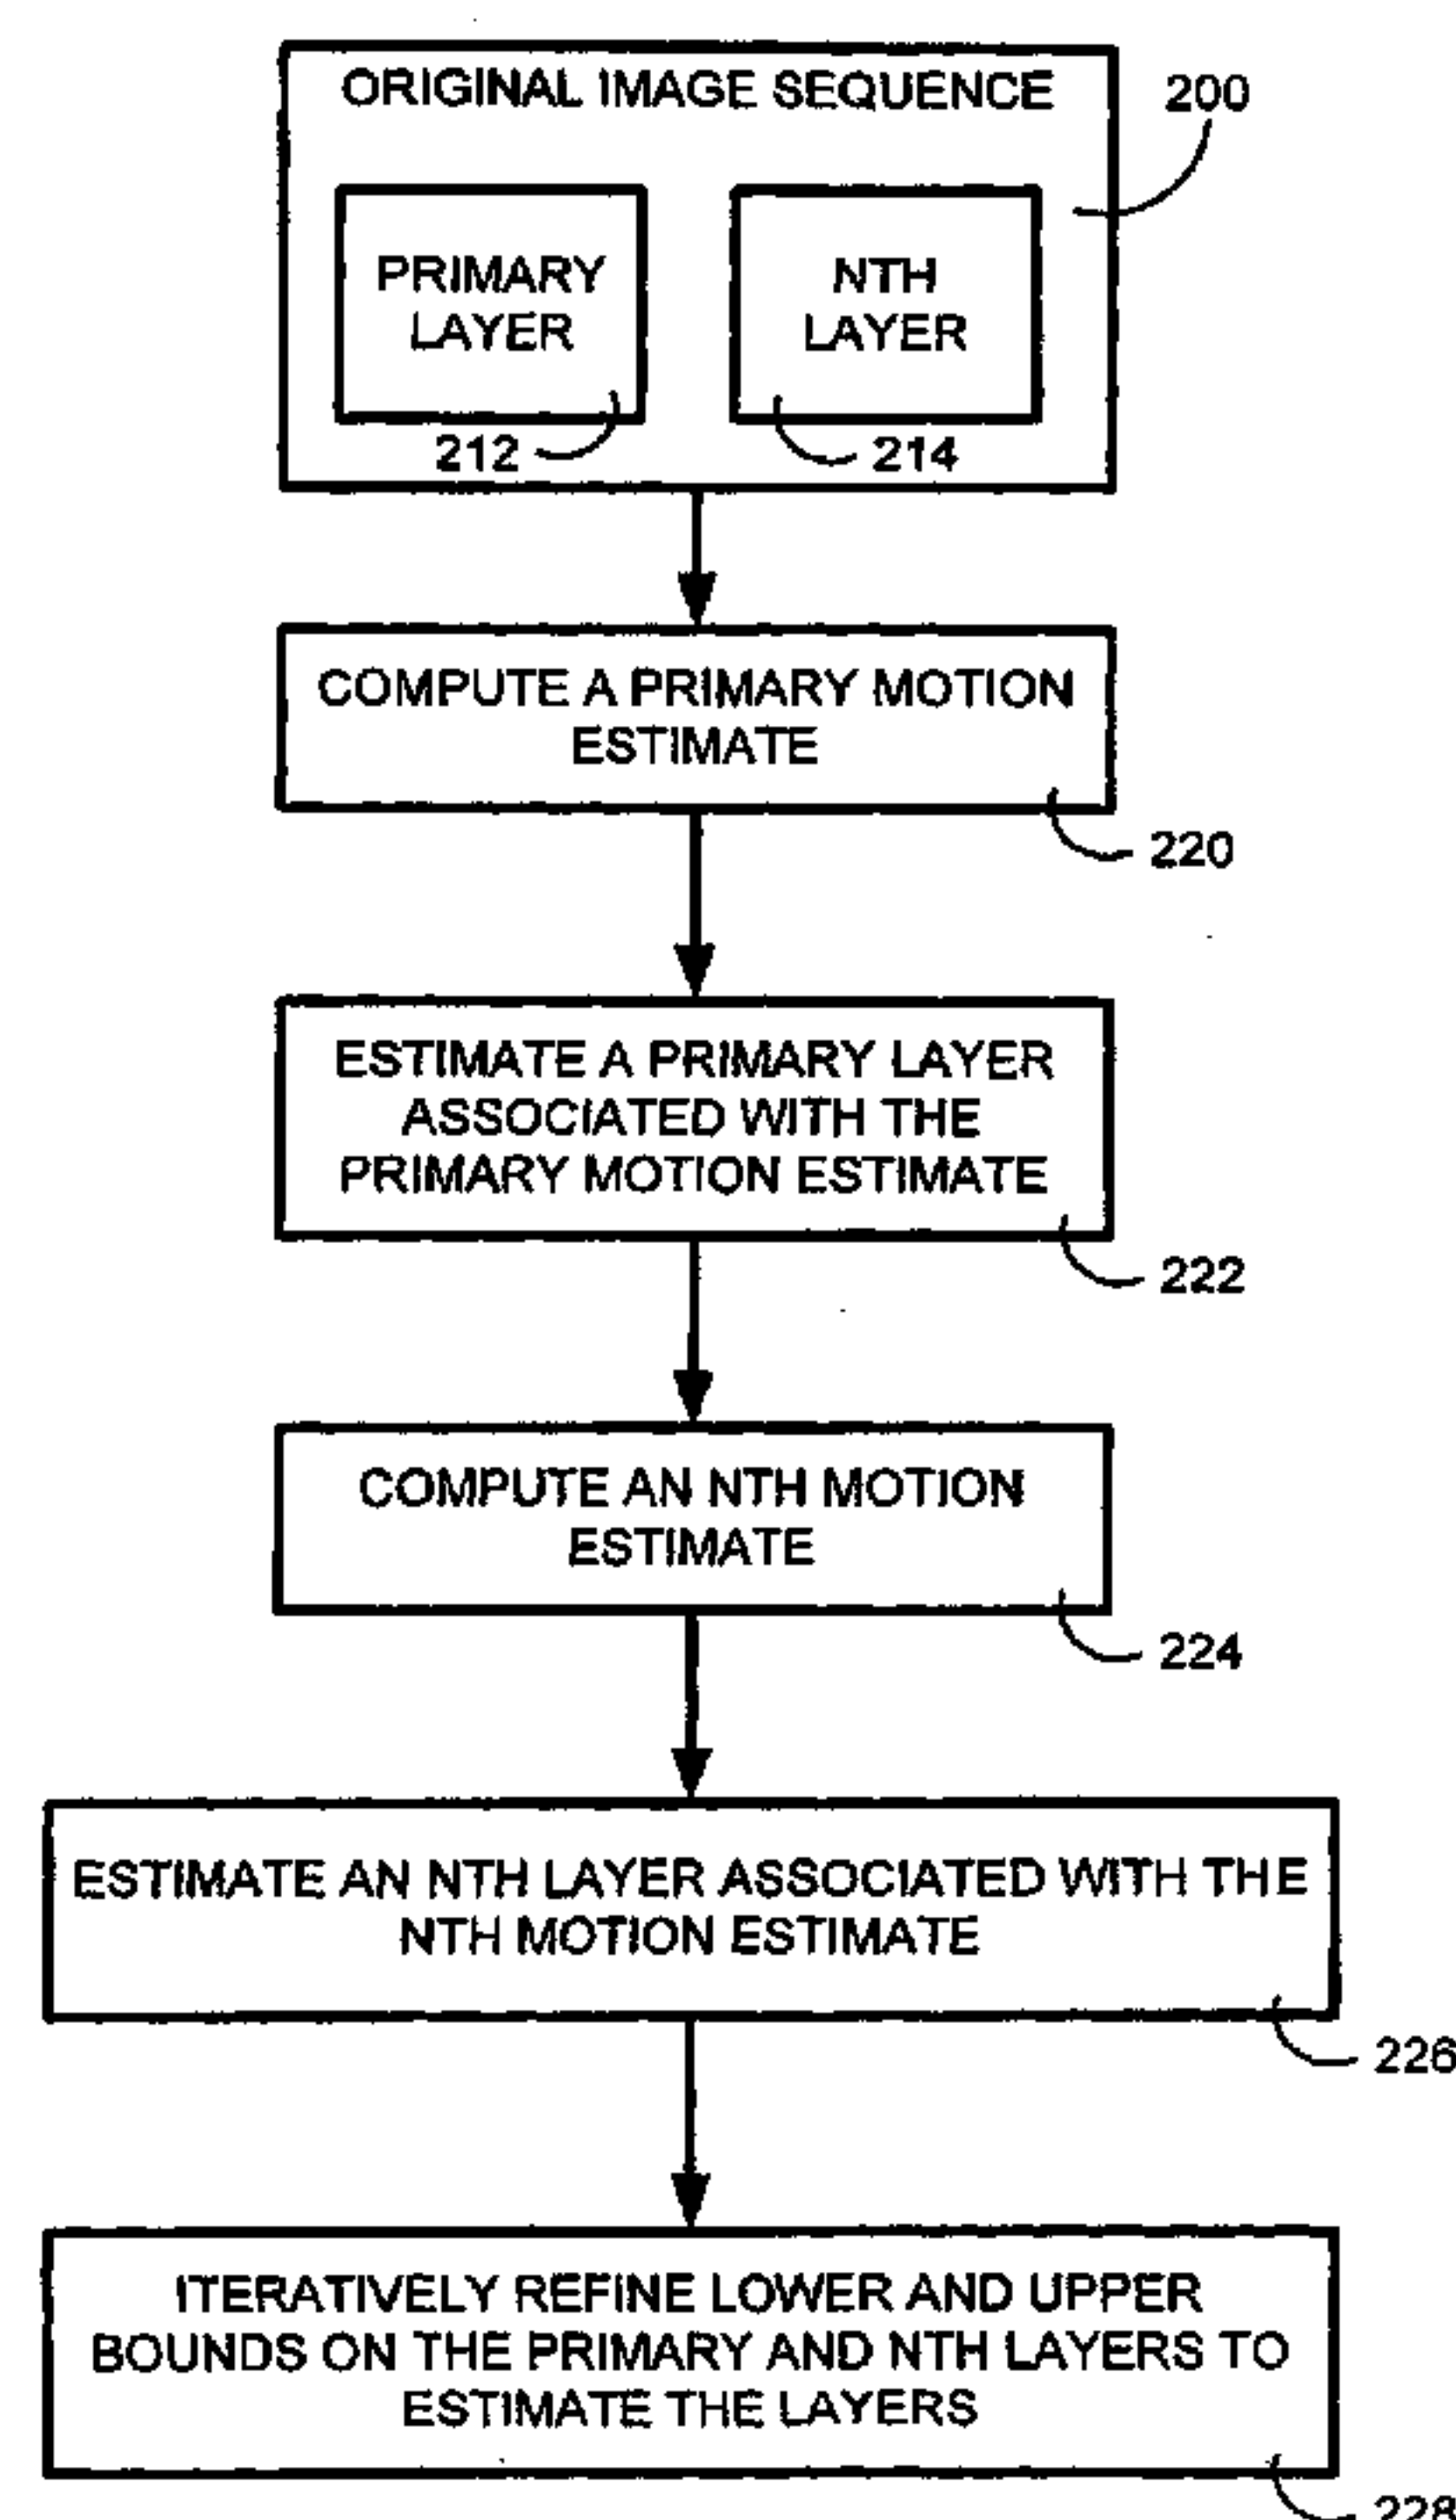 ORIGINAL IMAGE SEQUENCE
200
PRIMARY
LAYER
NTH
LAYER
212
214
COMPUTE A PRIMARY MOTION
ESTIMATE
220
ESTIMATE A PRIMARY LAYER
ASSOCIATED WITH THE
PRIMARY MOTION ESTIMATE
222
COMPUTE AN NTH MOTION
ESTIMATE
224
ESTIMATE AN NTH LAYER ASSOCIATED WITH THE
NTH MOTION ESTIMATE
226
ITERATIVELY REFINE LOWER AND UPPER
BOUNDS ON THE PRIMARY AND NTH LAYERS TO
ESTIMATE THE LAYERS
228